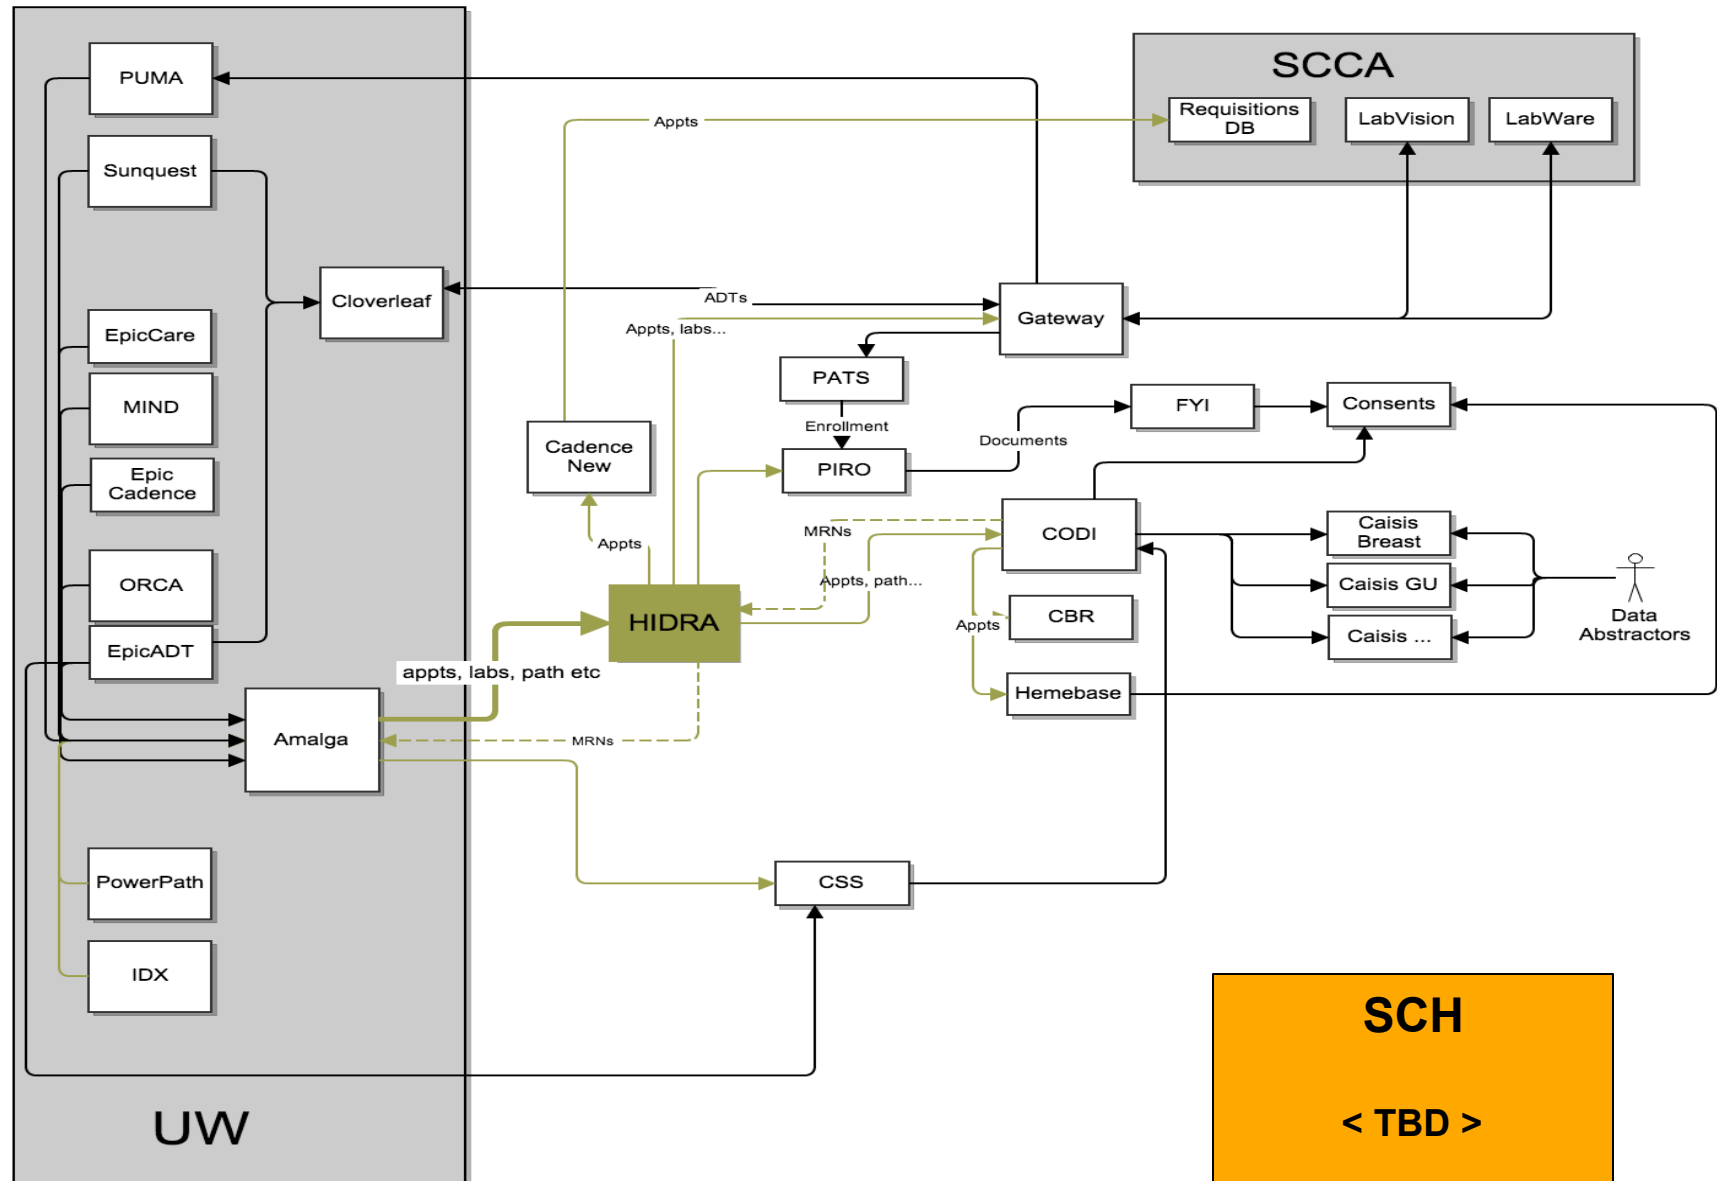 SCCA
PUMA
Requisitions
DB
LabVision
LabWare
Appts
Sunquest
Cloverleaf
ADTs
Gateway
Appts, labs...
EpicCare
PATS
MIND
FYI
Consents
Enrollment
Documents
Cadence
New
PIRO
Epic
Cadence
MRNs
CODI
Caisis
Breast
Appts
Appts, path...
ORCA
Caisis GU
HIDRA
CBR
Data
Abstractors
Appts
Caisis ...
EpicADT
appts, labs, path etc
Hemebase
Amalga
MRNs
PowerPath
CSS
IDX
SCH
UW
< TBD >